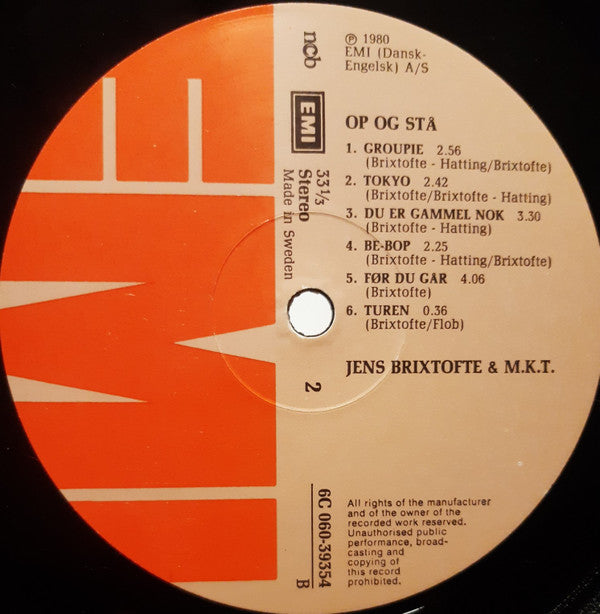 ℗ 1980
EMI (Dansk-
Engelsk) A/S
ncb
EMI
33 1/3
Stereo
Made in Sweden
OP OG STÅ
1. GROUPIE 2.56
(Brixtofte - Hatting/Brixtofte)
2. TOKYO 2.42
(Brixtofte/Brixtofte - Hatting)
3. DU ER GAMMEL NOK 3.30
(Brixtofte - Hatting)
4. BE-BOP 2.25
(Brixtofte - Hatting/Brixtofte)
5. FØR DU GÅR 4.06
(Brixtofte)
6. TUREN 0.36
(Brixtofte/Flob)
JENS BRIXTOFTE & M.K.T.
2
6C 060-39354
B
All rights of the manufacturer
and of the owner of the
recorded work reserved.
Unauthorised public
performance, broad-
casting and
copying of
this record
prohibited.